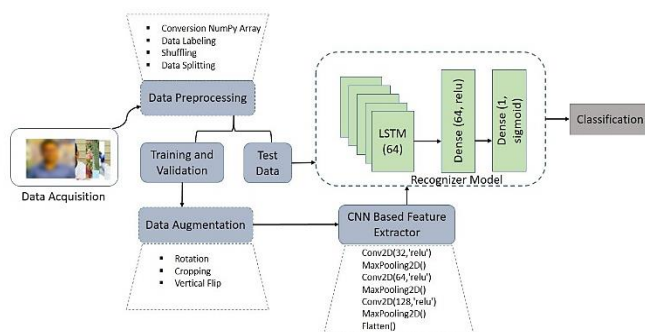 Conversion NumPy Array
Data Labeling
Shuffling
Data Splitting
Data Preprocessing
Data Acquisition
Training and
Validation
Test
Data
Data Augmentation
Rotation
Cropping
Vertical Flip
LSTM
(64)
Dense (64, relu)
Dense (1,
sigmoid)
Recognizer Model
Classification
CNN Based Feature
Extractor
Conv2D(32,'relu')
MaxPooling2D()
Conv2D(64,'relu')
MaxPooling2D()
Conv2D(128,'relu')
MaxPooling2D()
Flatten()